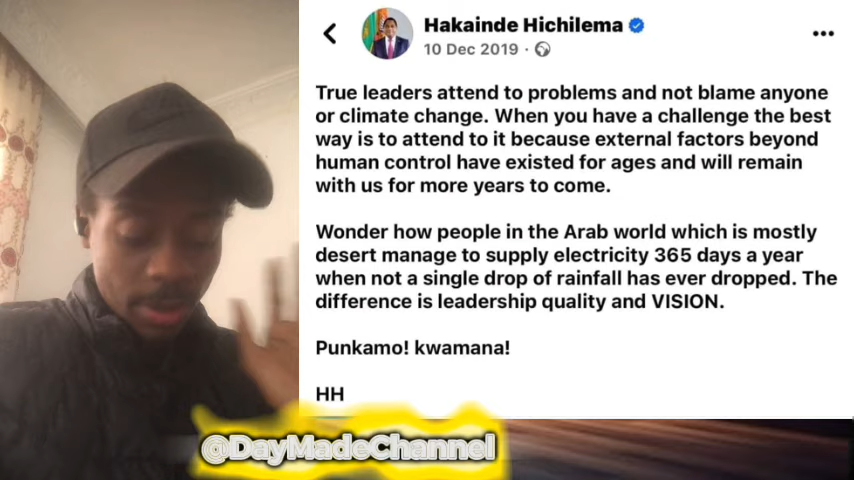 Hakainde Hichilema
10 Dec 2019
True leaders attend to problems and not blame anyone
or climate change. When you have a challenge the best
way is to attend to it because external factors beyond
human control have existed for ages and will remain
with us for more years to come.
Wonder how people in the Arab world which is mostly
desert manage to supply electricity 365 days a year
when not a single drop of rainfall has ever dropped. The
difference is leadership quality and VISION.
Punkamo! kwamana!
HH
@DayMadeChannel